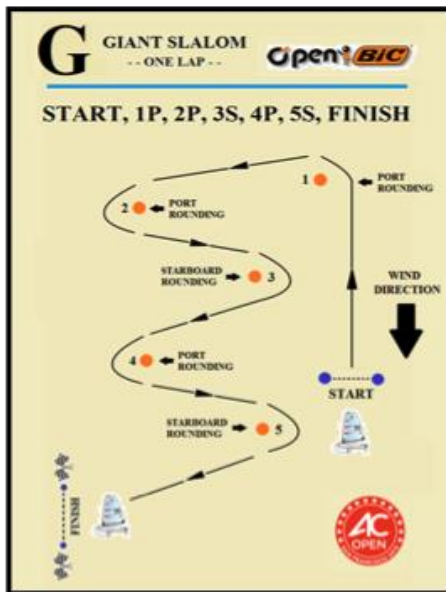 G
GIANT SLALOM
- - ONE LAP - -
Open BiC
START, 1P, 2P, 3S, 4P, 5S, FINISH
1
PORT
ROUNDING
2
PORT
ROUNDING
STARBOARD
ROUNDING
3
WIND
DIRECTION
4
PORT
ROUNDING
START
STARBOARD
ROUNDING
5
FINISH
AC
OPEN